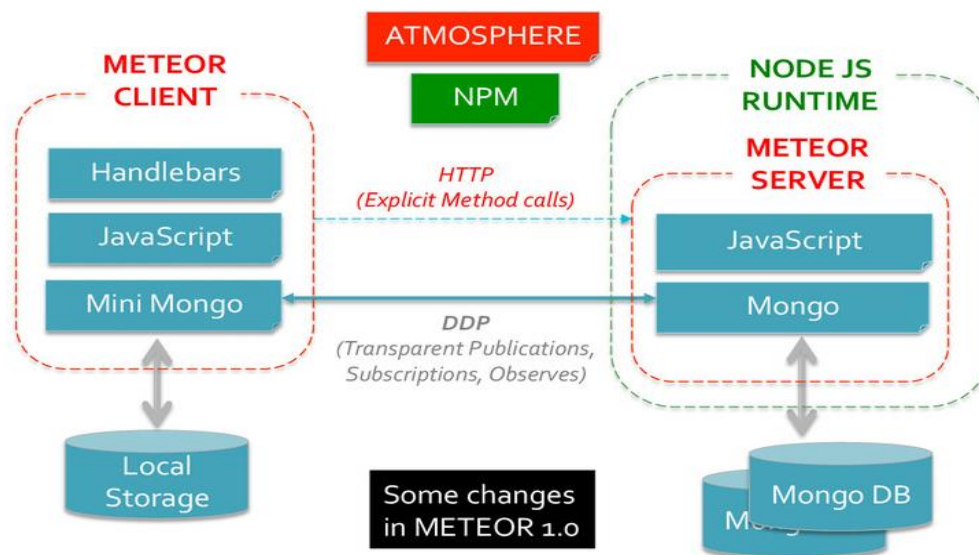 ATMOSPHERE
NPM
METEOR
CLIENT
Handlebars
JavaScript
Mini Mongo
Local
Storage
HTTP
(Explicit Method calls)
DDP
(Transparent Publications,
Subscriptions, Observes)
Some changes
in METEOR 1.0
NODE JS
RUNTIME
METEOR
SERVER
JavaScript
Mongo
Mongo DB